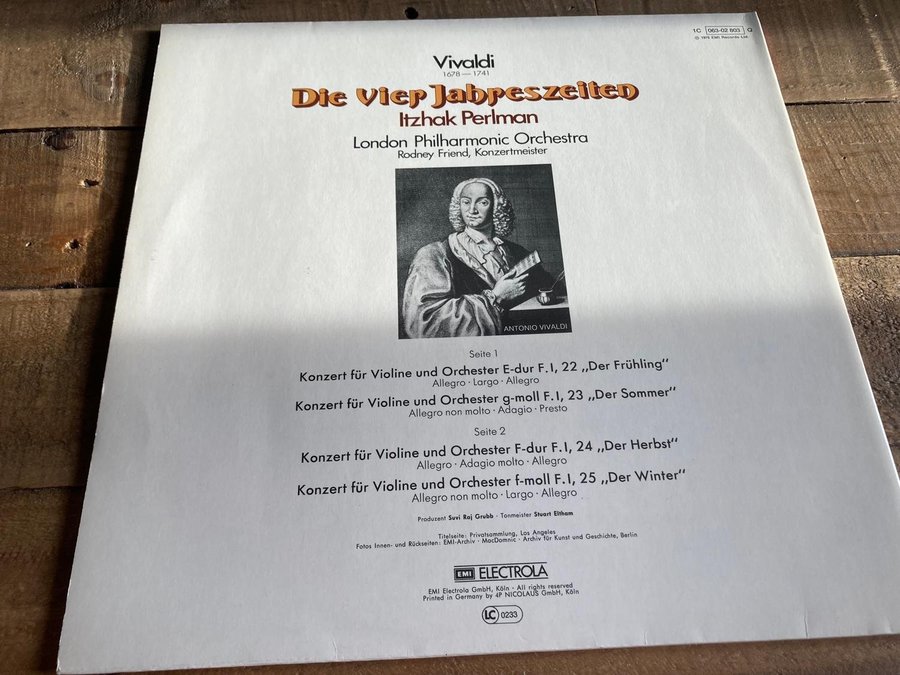 1C 063-02 803 Q
℗ 1976 EMI Records Ltd.
Vivaldi
1678 — 1741
Die vier Jahreszeiten
Itzhak Perlman
London Philharmonic Orchestra
Rodney Friend, Konzertmeister
ANTONIO VIVALDI
Seite 1
Konzert für Violine und Orchester E-dur F. I, 22 „Der Frühling“
Allegro · Largo · Allegro
Konzert für Violine und Orchester g-moll F. I, 23 „Der Sommer“
Allegro non molto · Adagio · Presto
Seite 2
Konzert für Violine und Orchester F-dur F. I, 24 „Der Herbst“
Allegro · Adagio molto · Allegro
Konzert für Violine und Orchester f-moll F. I, 25 „Der Winter“
Allegro non molto · Largo · Allegro
Produzent Suvi Raj Grubb · Tonmeister Stuart Eltham
Titelseite: Privatsammlung, Los Angeles
Fotos Innen- und Rückseiten: EMI-Archiv · MacDomnic · Archiv für Kunst und Geschichte, Berlin
EMI ELECTROLA
EMI Electrola GmbH, Köln · All rights reserved
Printed in Germany by 4P NICOLAUS GmbH, Köln
LC 0233